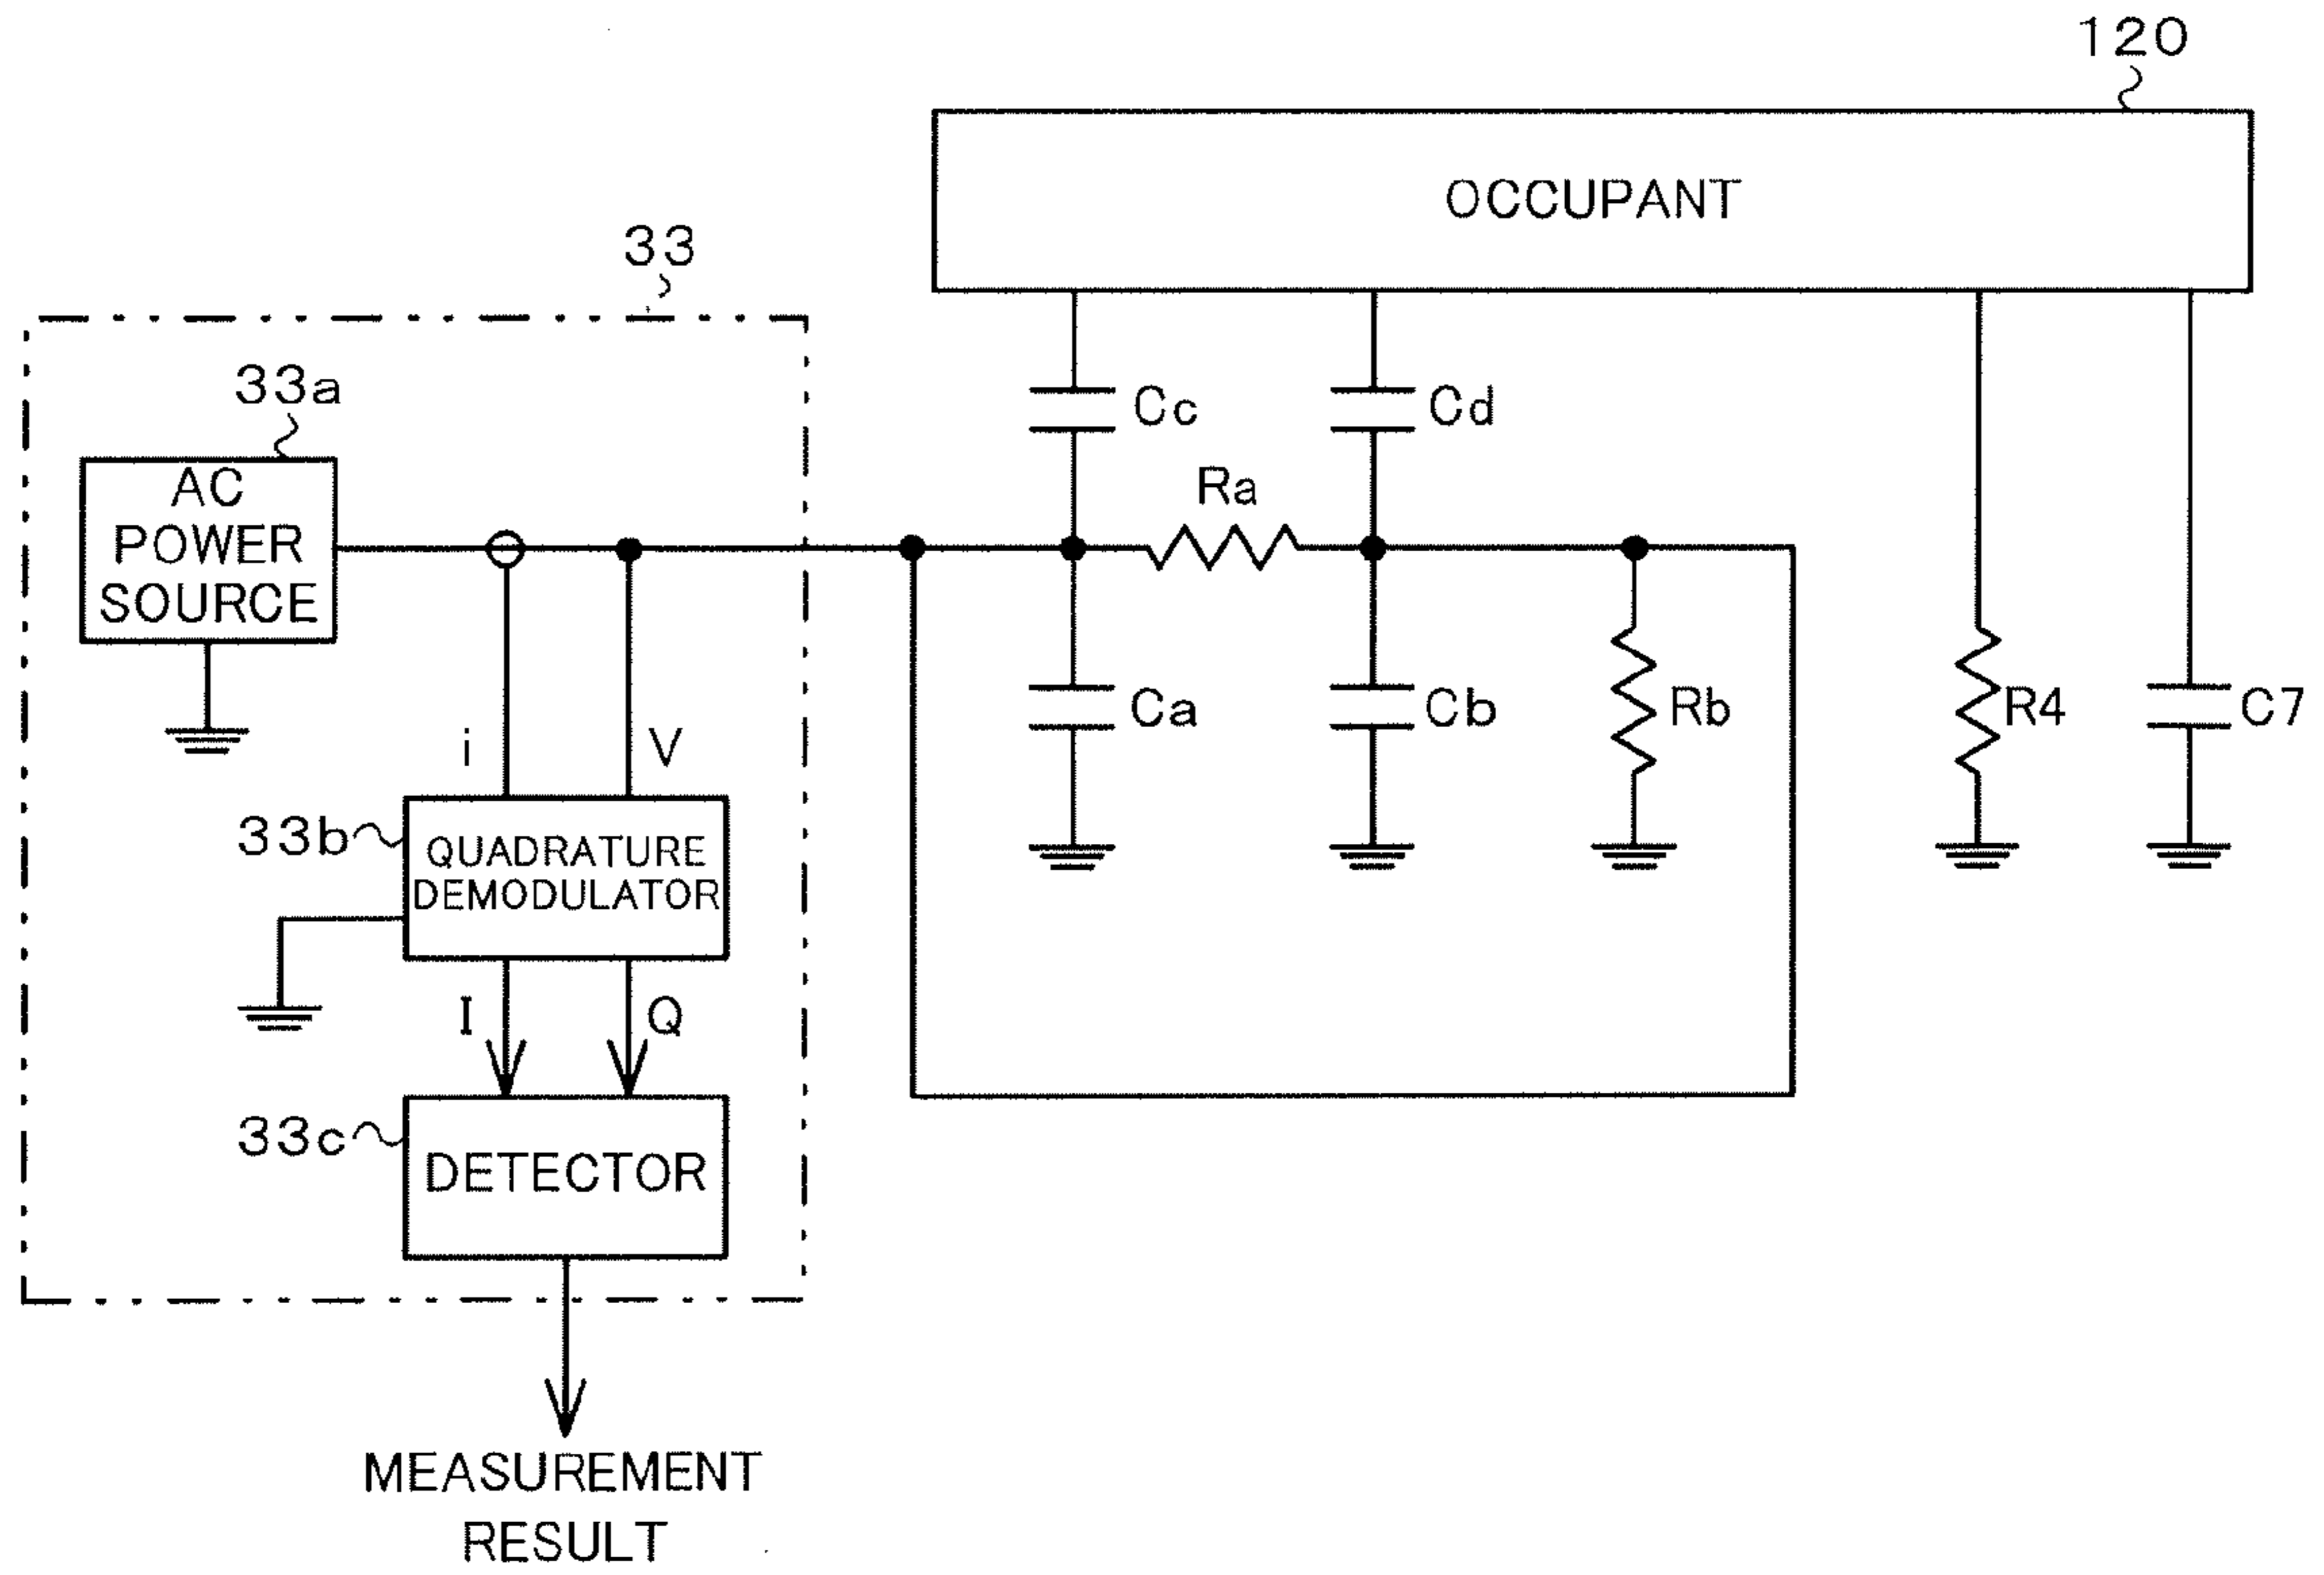 120
OCCUPANT
33
33a
AC
POWER
SOURCE
Cc
Cd
Ra
i
V
Ca
Cb
Rb
R4
C7
33b
QUADRATURE
DEMODULATOR
I
Q
33c
DETECTOR
MEASUREMENT
RESULT